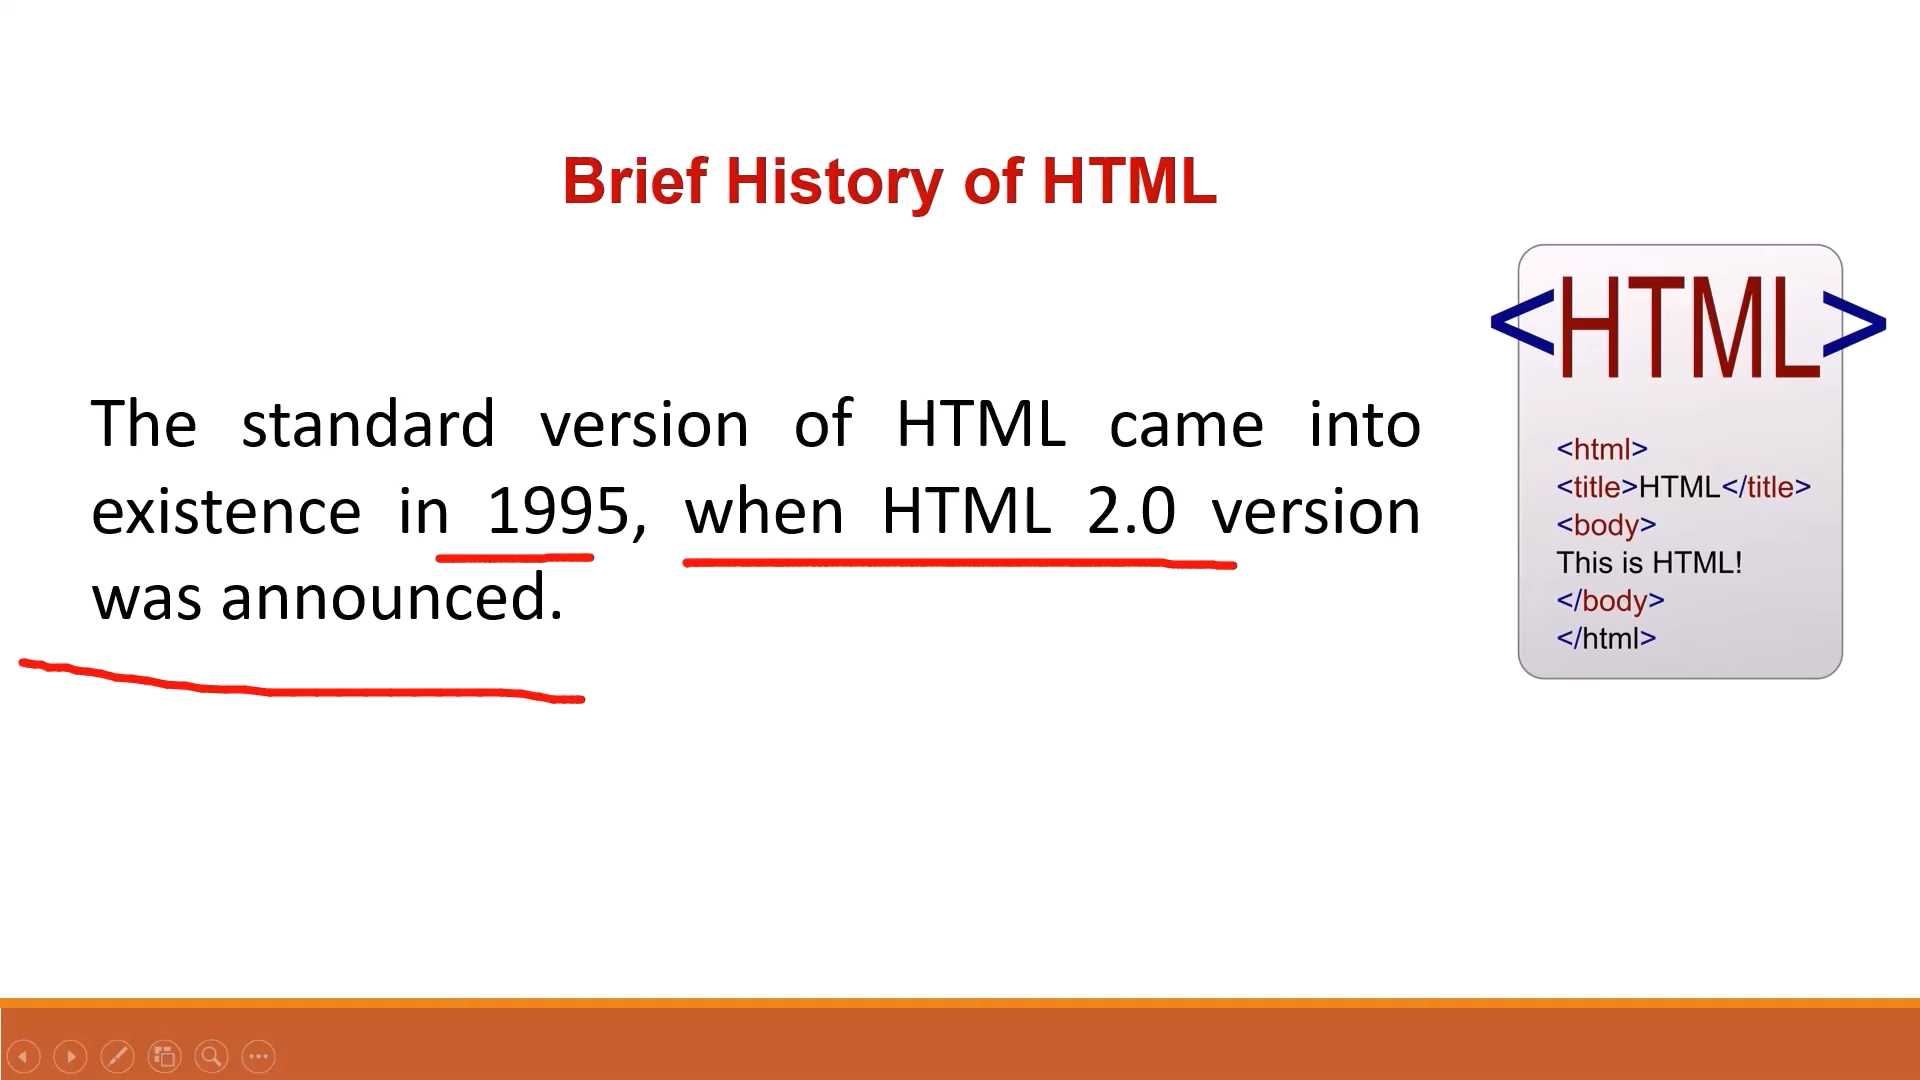 Brief History of HTML
The standard version of HTML came into
existence in 1995, when HTML 2.0 version
was announced.
<HTML>
<html>
<title>HTML</title>
<body>
This is HTML!
</body>
</html>